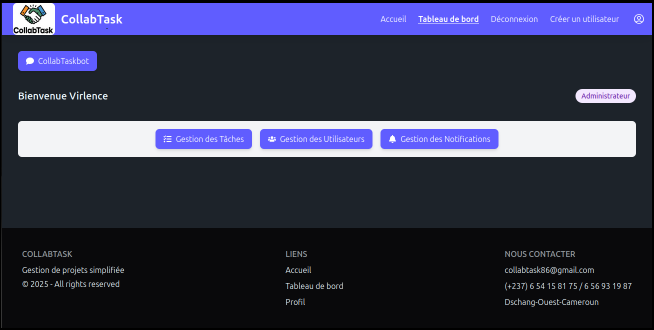 CollabTask
CollabTask
Accueil
Tableau de bord
Déconnexion
Créer un utilisateur
CollabTaskbot
Bienvenue Virlence
Administrateur
Gestion des Tâches
Gestion des Utilisateurs
Gestion des Notifications
COLLABTASK
Gestion de projets simplifiée
© 2025 - All rights reserved
LIENS
Accueil
Tableau de bord
Profil
NOUS CONTACTER
collabtask86@gmail.com
(+237) 6 54 15 81 75 / 6 56 93 19 87
Dschang-Ouest-Cameroun